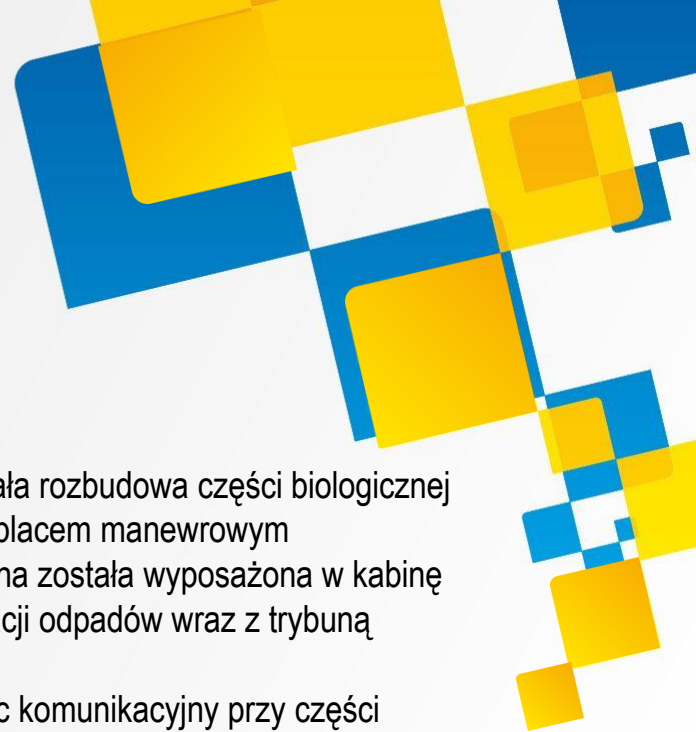 ała rozbudowa części biologicznej
placem manewrowym
na została wyposażona w kabinę
cji odpadów wraz z trybuną
c komunikacyjny przy części